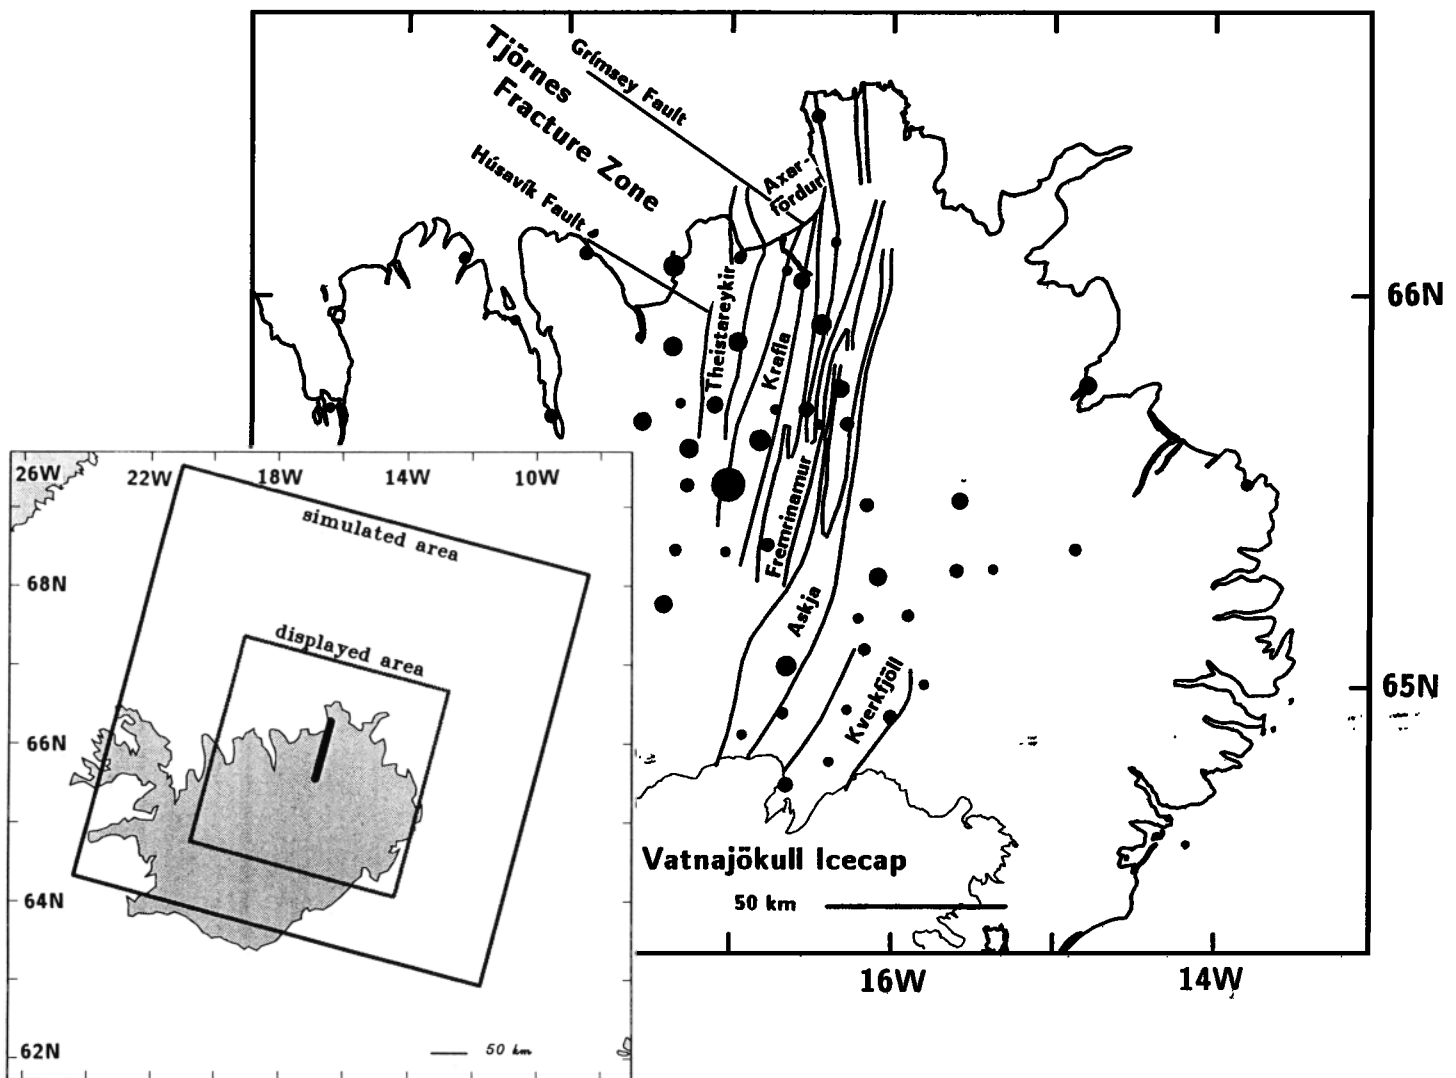 Tjörnes
Fracture Zone
Grímsey Fault
Húsavík Fault
Axar-
fördur
Theistareykir
Krafla
Fremrinamur
Askja
Kverkfjöll
66N
65N
Vatnajökull Icecap
50 km
16W
14W
26W
22W
18W
14W
10W
simulated area
68N
displayed area
66N
64N
62N
50 km